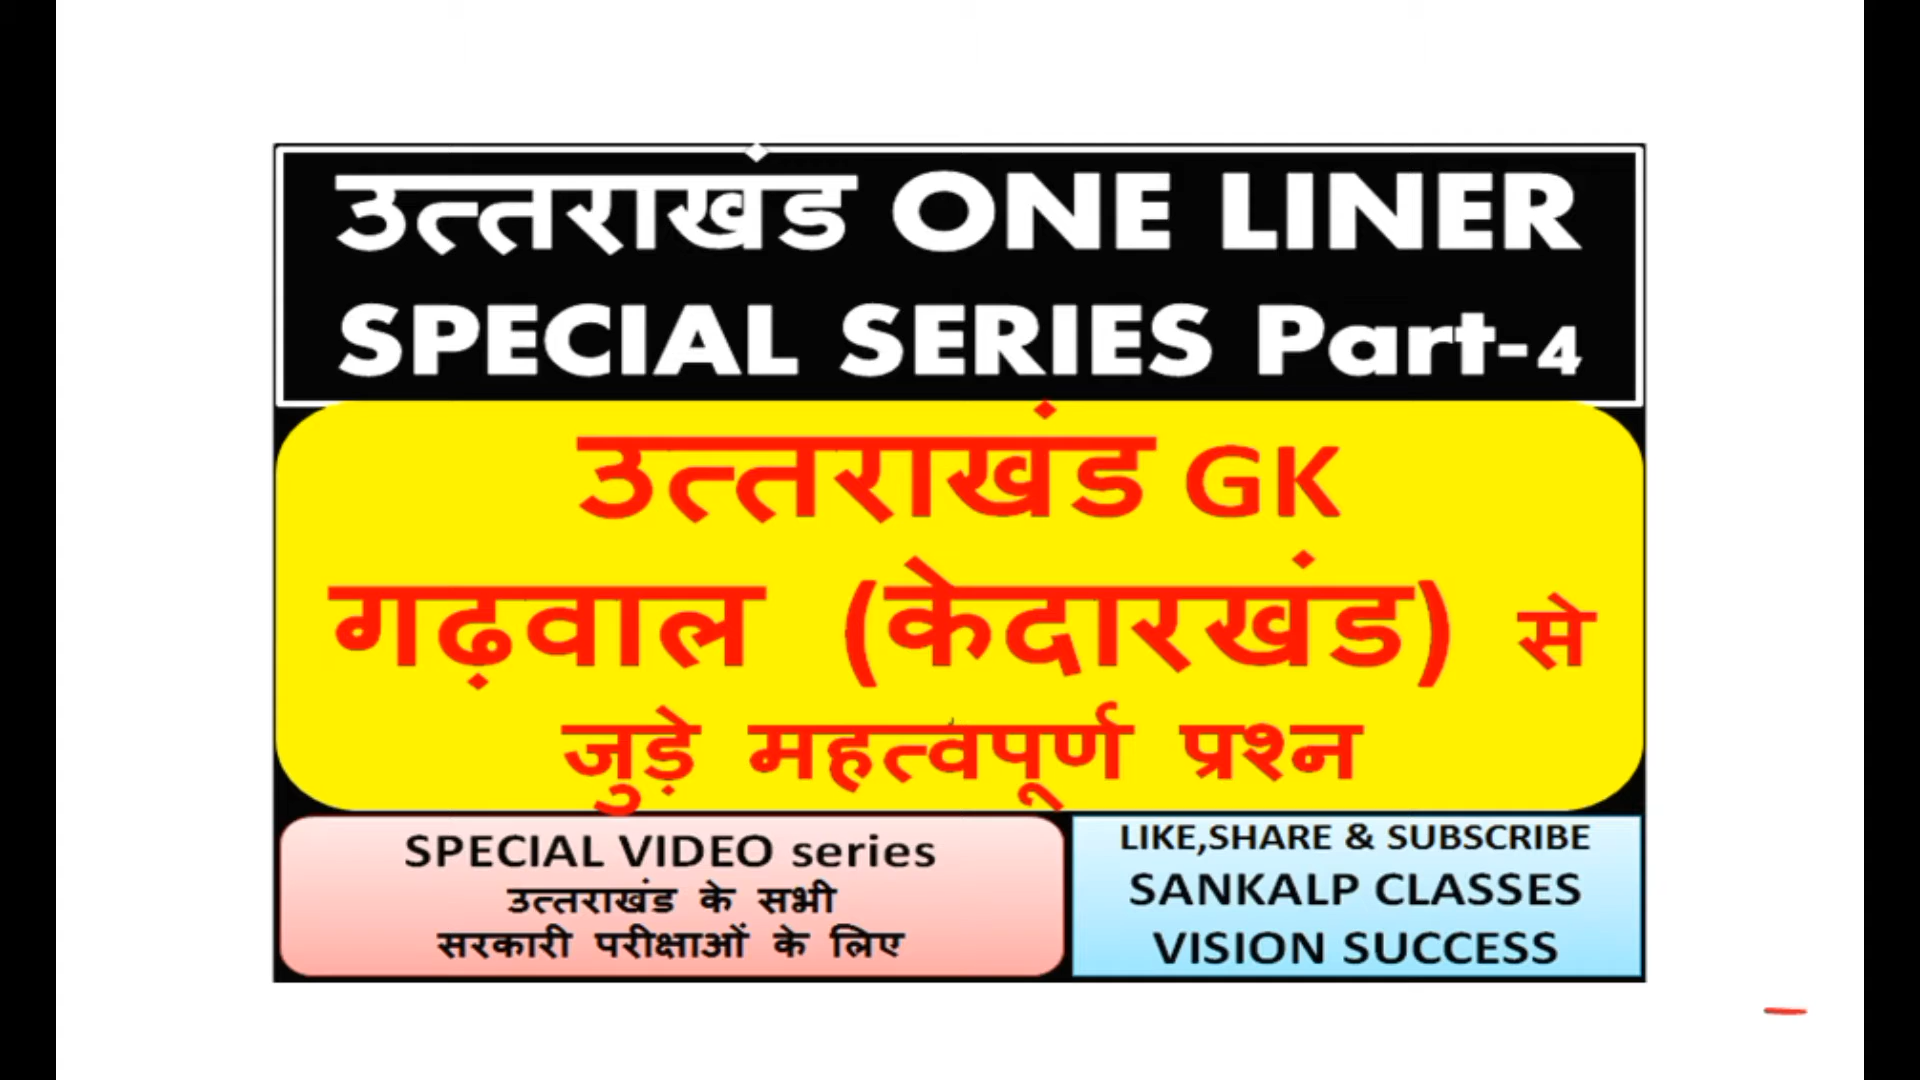 उत्तराखंड ONE LINER
SPECIAL SERIES Part-4
उत्तराखंड GK
गढ़वाल (केदारखंड) से
जुड़े महत्वपूर्ण प्रश्न
SPECIAL VIDEO series
उत्तराखंड के सभी
सरकारी परीक्षाओं के लिए
LIKE,SHARE & SUBSCRIBE
SANKALP CLASSES
VISION SUCCESS